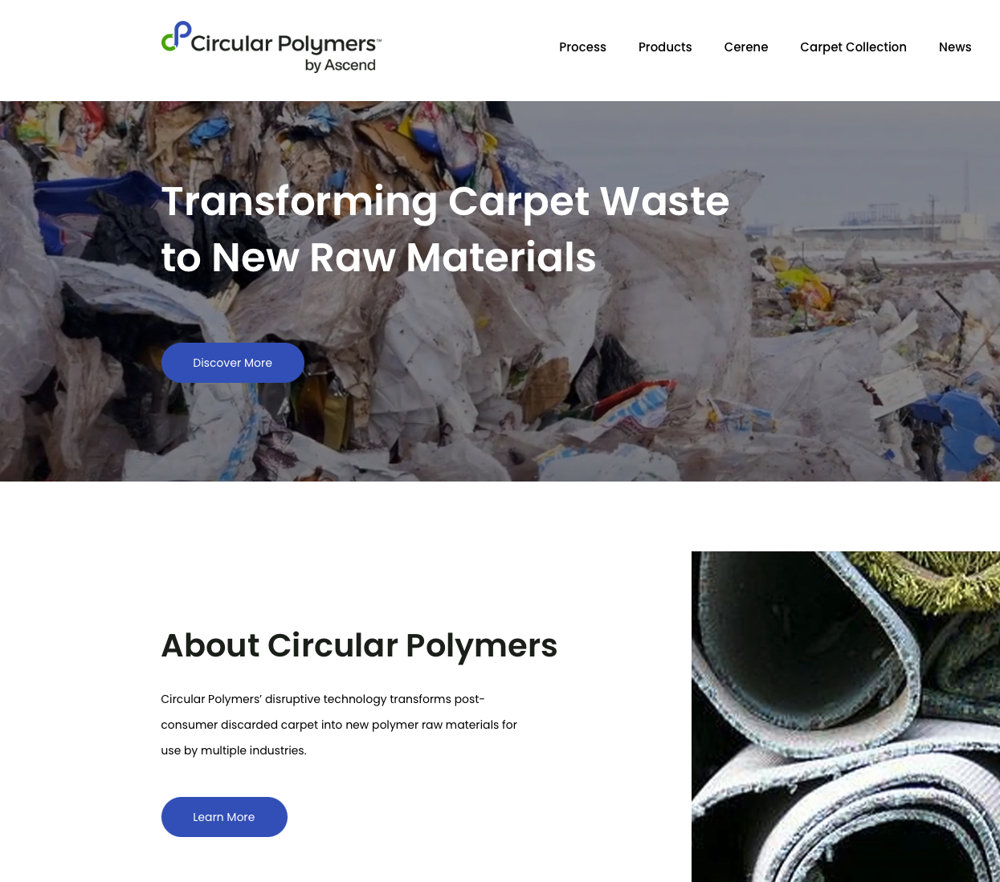 Circular Polymers™
by Ascend
Process
Products
Cerene
Carpet Collection
News
Transforming Carpet Waste
to New Raw Materials
Discover More
About Circular Polymers
Circular Polymers’ disruptive technology transforms post-
consumer discarded carpet into new polymer raw materials for
use by multiple industries.
Learn More